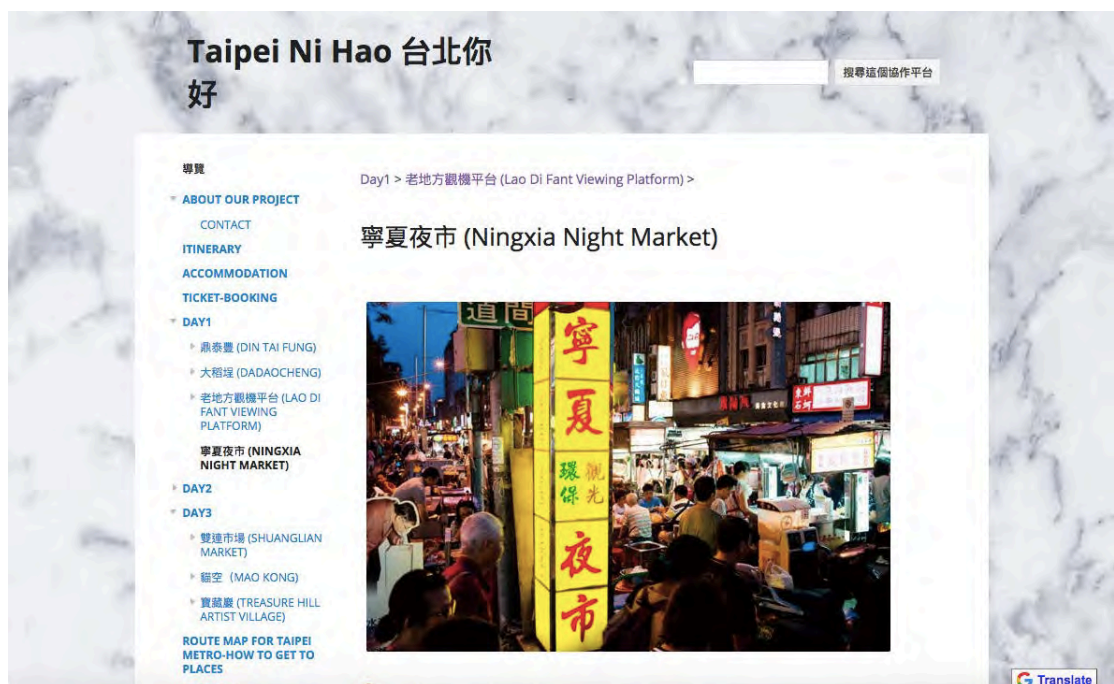 Taipei Ni Hao 台北你
好
搜尋這個協作平台
導覽
ABOUT OUR PROJECT
CONTACT
ITINERARY
ACCOMMODATION
TICKET-BOOKING
DAY1
鼎泰豐 (DIN TAI FUNG)
大稻埕 (DADAOCHENG)
老地方觀機平台 (LAO DI
FANT VIEWING
PLATFORM)
寧夏夜市 (NINGXIA
NIGHT MARKET)
DAY2
DAY3
雙連市場 (SHUANGLIAN
MARKET)
貓空（MAO KONG)
寶藏巖 (TREASURE HILL
ARTIST VILLAGE)
ROUTE MAP FOR TAIPEI
METRO-HOW TO GET TO
PLACES
Day1 > 老地方觀機平台 (Lao Di Fant Viewing Platform) >
寧夏夜市 (Ningxia Night Market)
道間
寧夏
環保
觀光
夜市
Translate